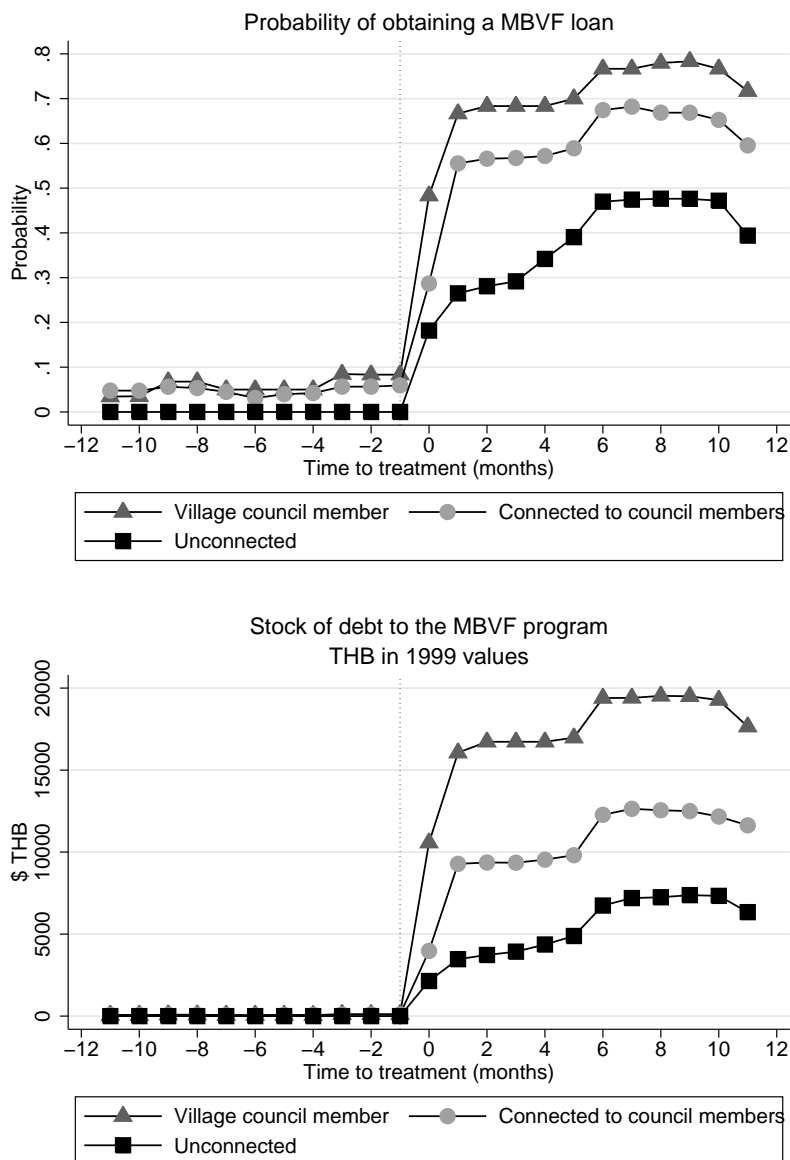 Probability of obtaining a MBVF loan
Probability
.8
.7
.6
.5
.4
.3
.2
.1
0
−12 −10 −8 −6 −4 −2 0 2 4 6 8 10 12
Time to treatment (months)
Village council member Connected to council members
Unconnected
Stock of debt to the MBVF program
THB in 1999 values
$ THB
20000
15000
10000
5000
0
−12 −10 −8 −6 −4 −2 0 2 4 6 8 10 12
Time to treatment (months)
Village council member Connected to council members
Unconnected